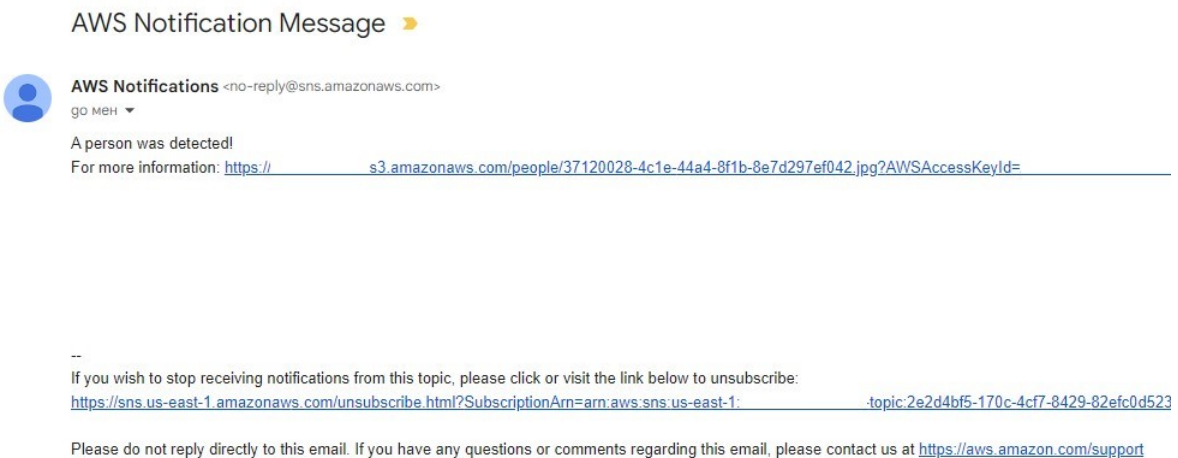 AWS Notification Message
AWS Notifications <no-reply@sns.amazonaws.com>
до мен
A person was detected!
For more information: https:// s3.amazonaws.com/people/37120028-4c1e-44a4-8f1b-8e7d297ef042.jpg?AWSAccessKeyId=
--
If you wish to stop receiving notifications from this topic, please click or visit the link below to unsubscribe:
https://sns.us-east-1.amazonaws.com/unsubscribe.html?SubscriptionArn=arn:aws:sns:us-east-1: -topic:2e2d4bf5-170c-4cf7-8429-82efc0d523
Please do not reply directly to this email. If you have any questions or comments regarding this email, please contact us at https://aws.amazon.com/support